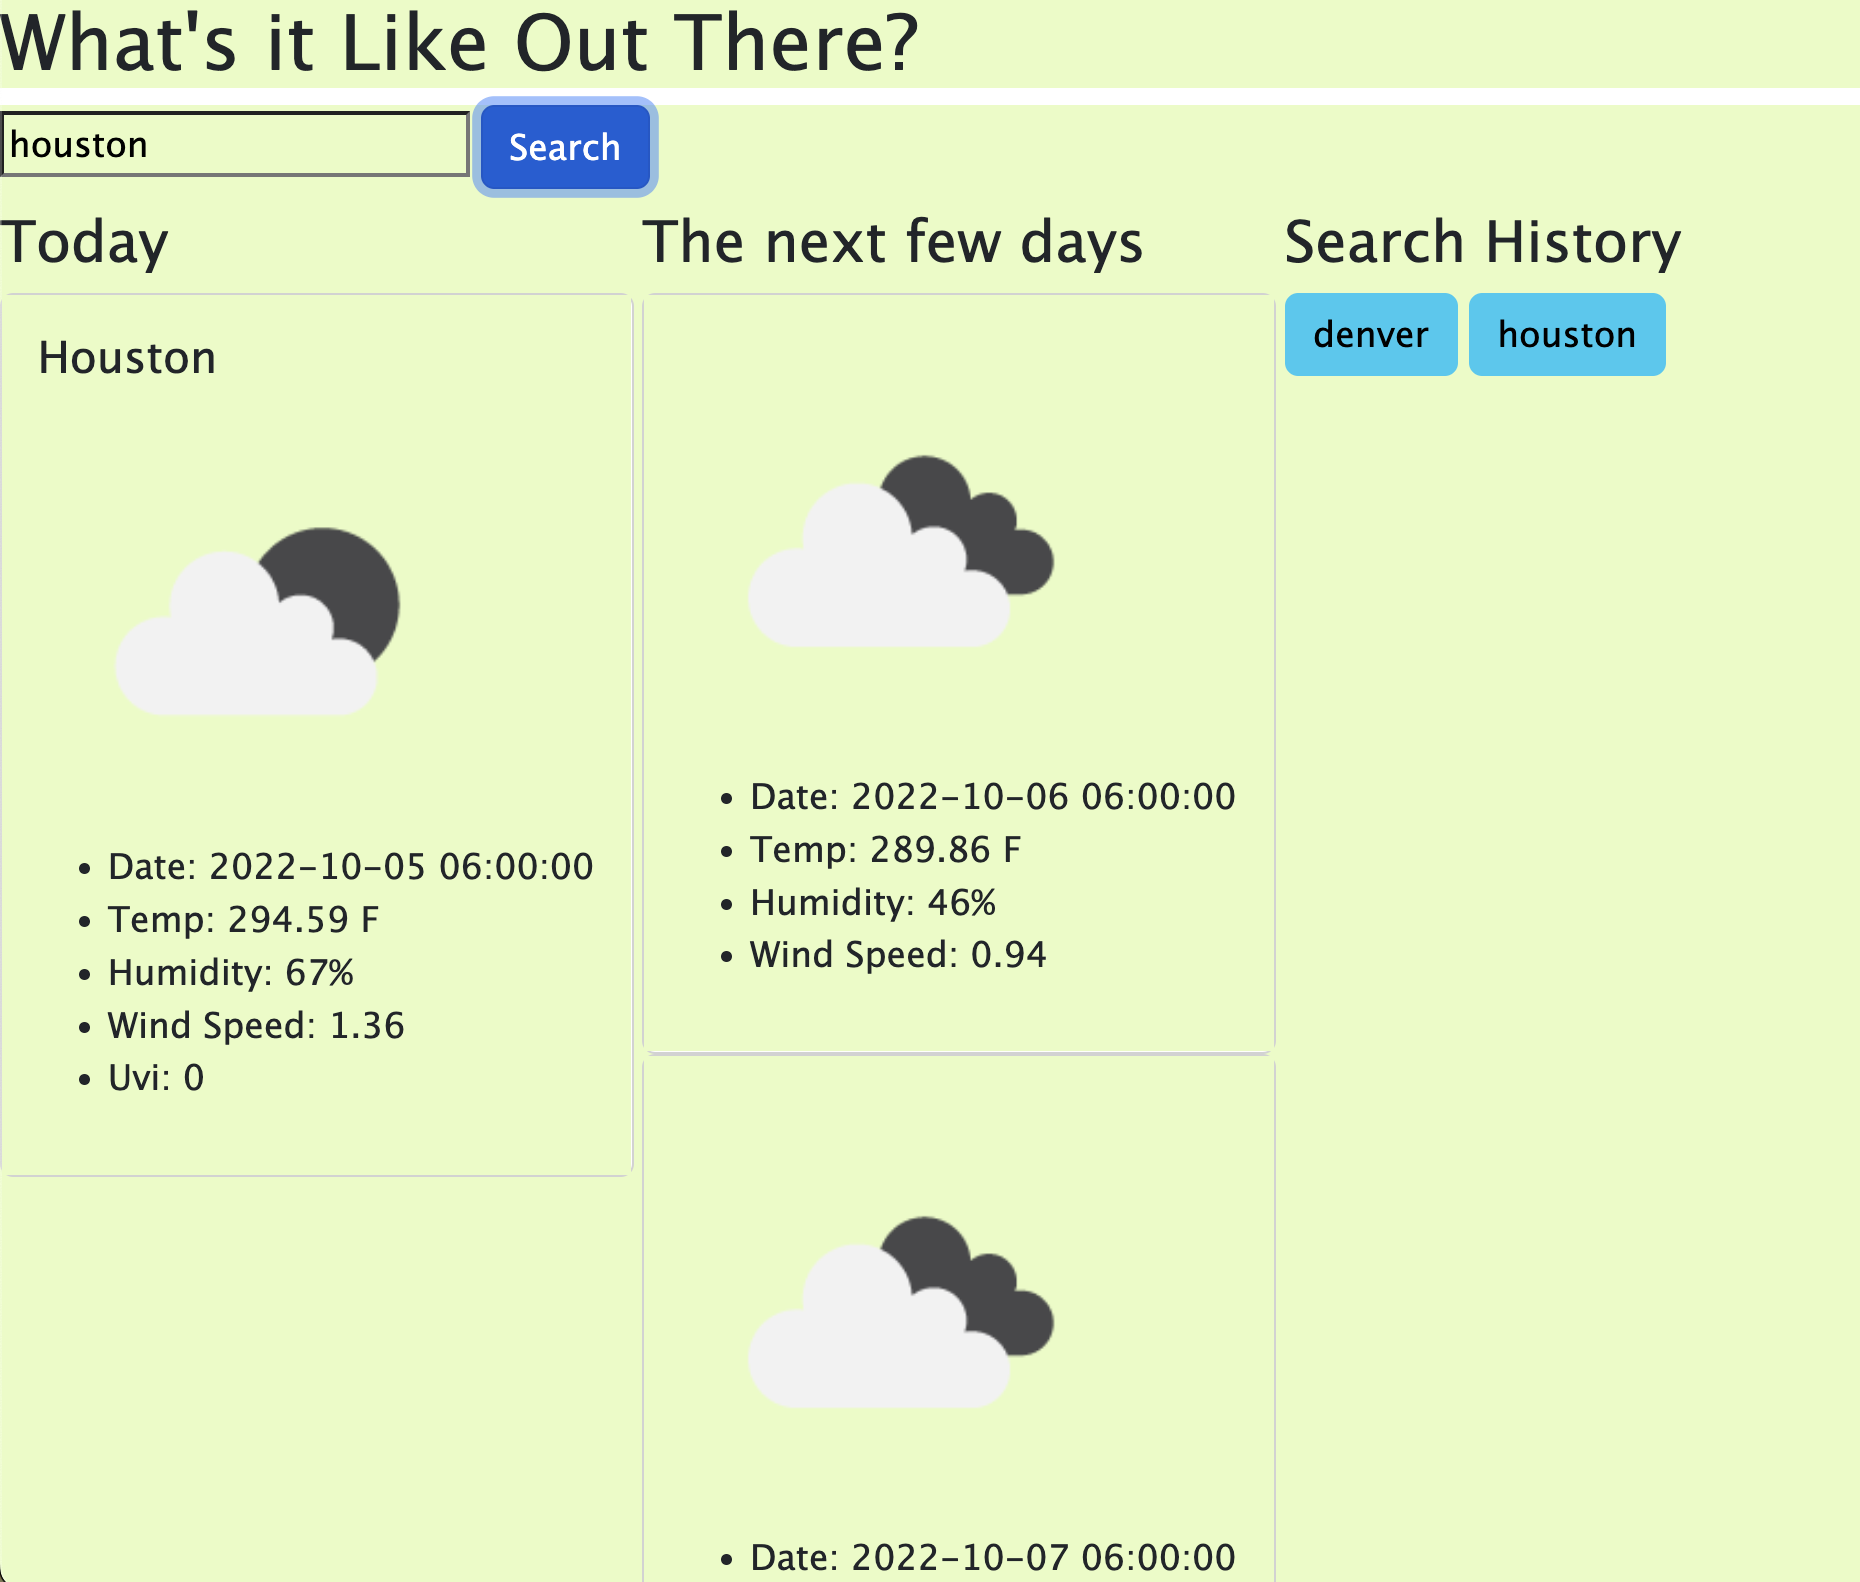 What's it Like Out There?
houston
Search
Today
Houston
Date: 2022-10-05 06:00:00
Temp: 294.59 F
Humidity: 67%
Wind Speed: 1.36
Uvi: 0
The next few days
Date: 2022-10-06 06:00:00
Temp: 289.86 F
Humidity: 46%
Wind Speed: 0.94
Date: 2022-10-07 06:00:00
Search History
denver
houston